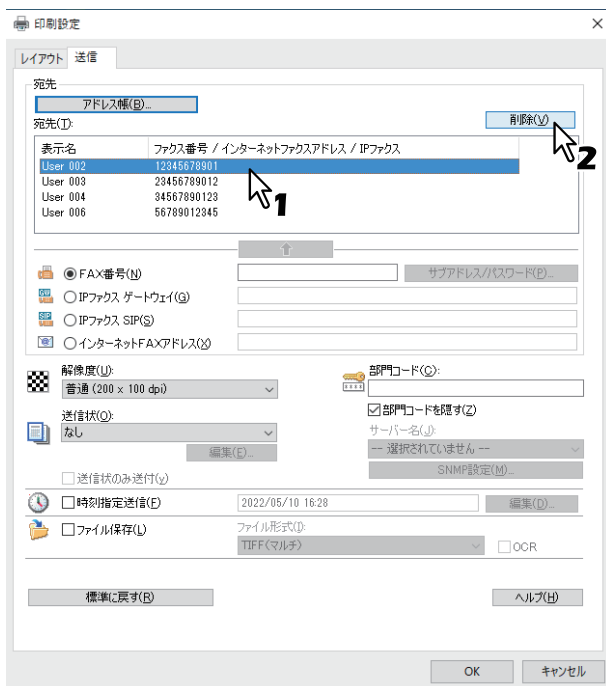 印刷設定
レイアウト 送信
宛先
アドレス帳(B)...
宛先(T):
削除(V)
2
表示名 ファクス番号 / インターネットファクスアドレス / IPファクス
User 002 12345678901
User 003 23456789012
User 004 34567890123
User 006 56789012345
1
FAX番号(N) サブアドレス/パスワード(P)...
IPファクス ゲートウェイ(G)
IPファクス SIP(S)
インターネットFAXアドレス(X)
解像度(U): 部門コード(C):
普通 (200 x 100 dpi)
送信状(O): 部門コードを隠す(Z)
なし サーバー名(J):
編集(E)... -- 選択されていません --
送信状のみ送付(y) SNMP設定(M)...
時刻指定送信(F) 2022/05/10 16:28 編集(D)...
ファイル保存(L) ファイル形式(I):
TIFF(マルチ) OCR
標準に戻す(R) ヘルプ(H)
OK キャンセル